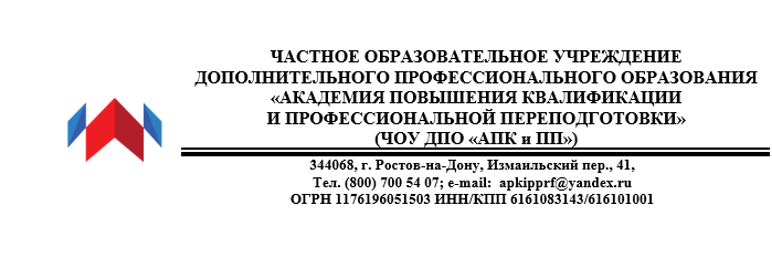 ЧАСТНОЕ ОБРАЗОВАТЕЛЬНОЕ УЧРЕЖДЕНИЕ
ДОПОЛНИТЕЛЬНОГО ПРОФЕССИОНАЛЬНОГО ОБРАЗОВАНИЯ
«АКАДЕМИЯ ПОВЫШЕНИЯ КВАЛИФИКАЦИИ
И ПРОФЕССИОНАЛЬНОЙ ПЕРЕПОДГОТОВКИ»
(ЧОУ ДПО «АПК и ПП»)
344068, г. Ростов-на-Дону, Измаильский пер., 41,
Тел. (800) 700 54 07; e-mail: apkipprf@yandex.ru
ОГРН 1176196051503 ИНН/КПП 6161083143/616101001